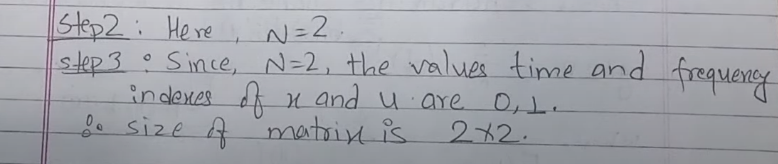 Step2: Here, N=2.
Step3: Since, N=2, the values time and frequency
indexes of x and u are 0,1.
∴ size of matrix is 2×2.